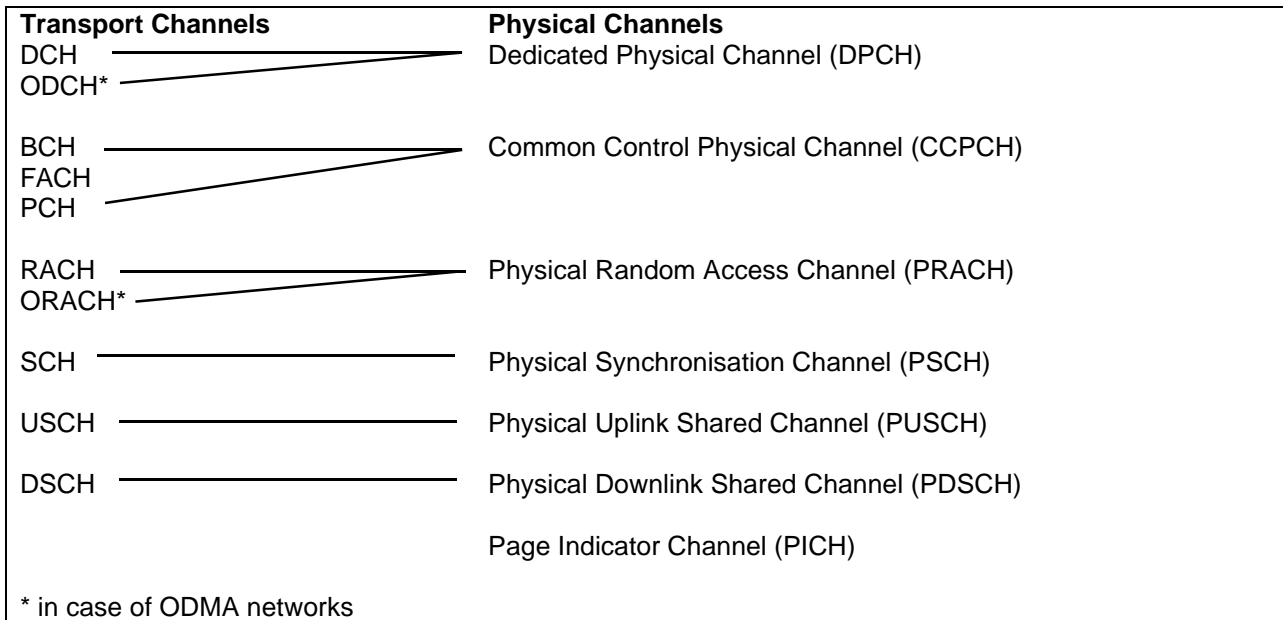 Transport Channels Physical Channels
DCH Dedicated Physical Channel (DPCH)
ODCH*
BCH Common Control Physical Channel (CCPCH)
FACH
PCH
RACH Physical Random Access Channel (PRACH)
ORACH*
SCH Physical Synchronisation Channel (PSCH)
USCH Physical Uplink Shared Channel (PUSCH)
DSCH Physical Downlink Shared Channel (PDSCH)
Page Indicator Channel (PICH)
* in case of ODMA networks